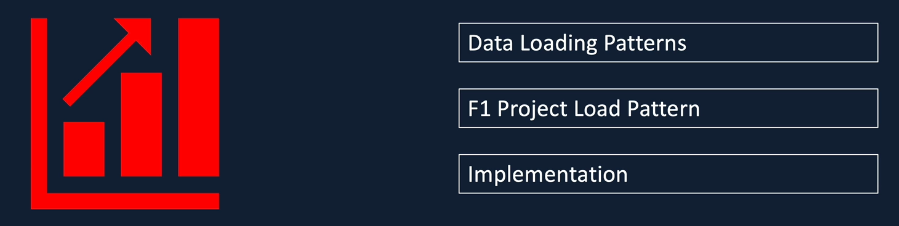 Data Loading Patterns
F1 Project Load Pattern
Implementation